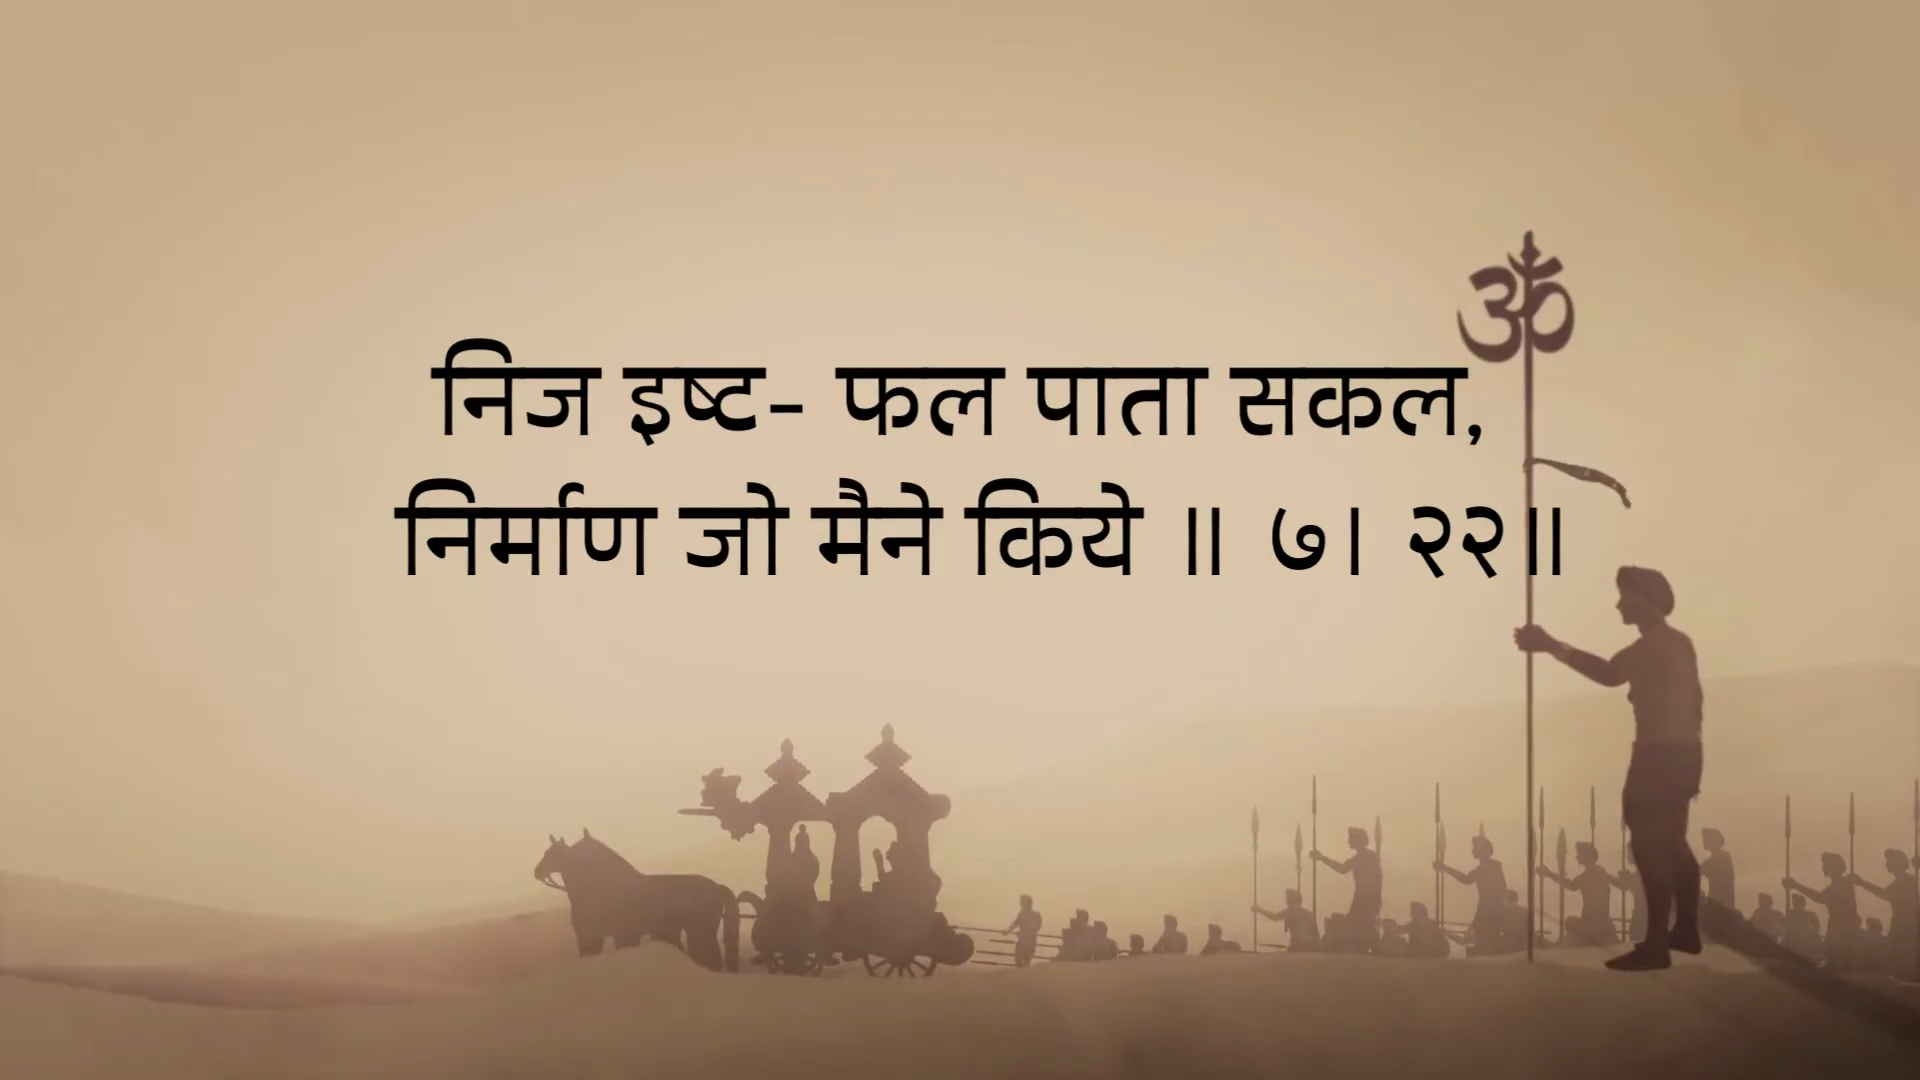 निज इष्ट- फल पाता सकल,
निर्माण जो मैने किये ॥ ७। २२॥
ॐ